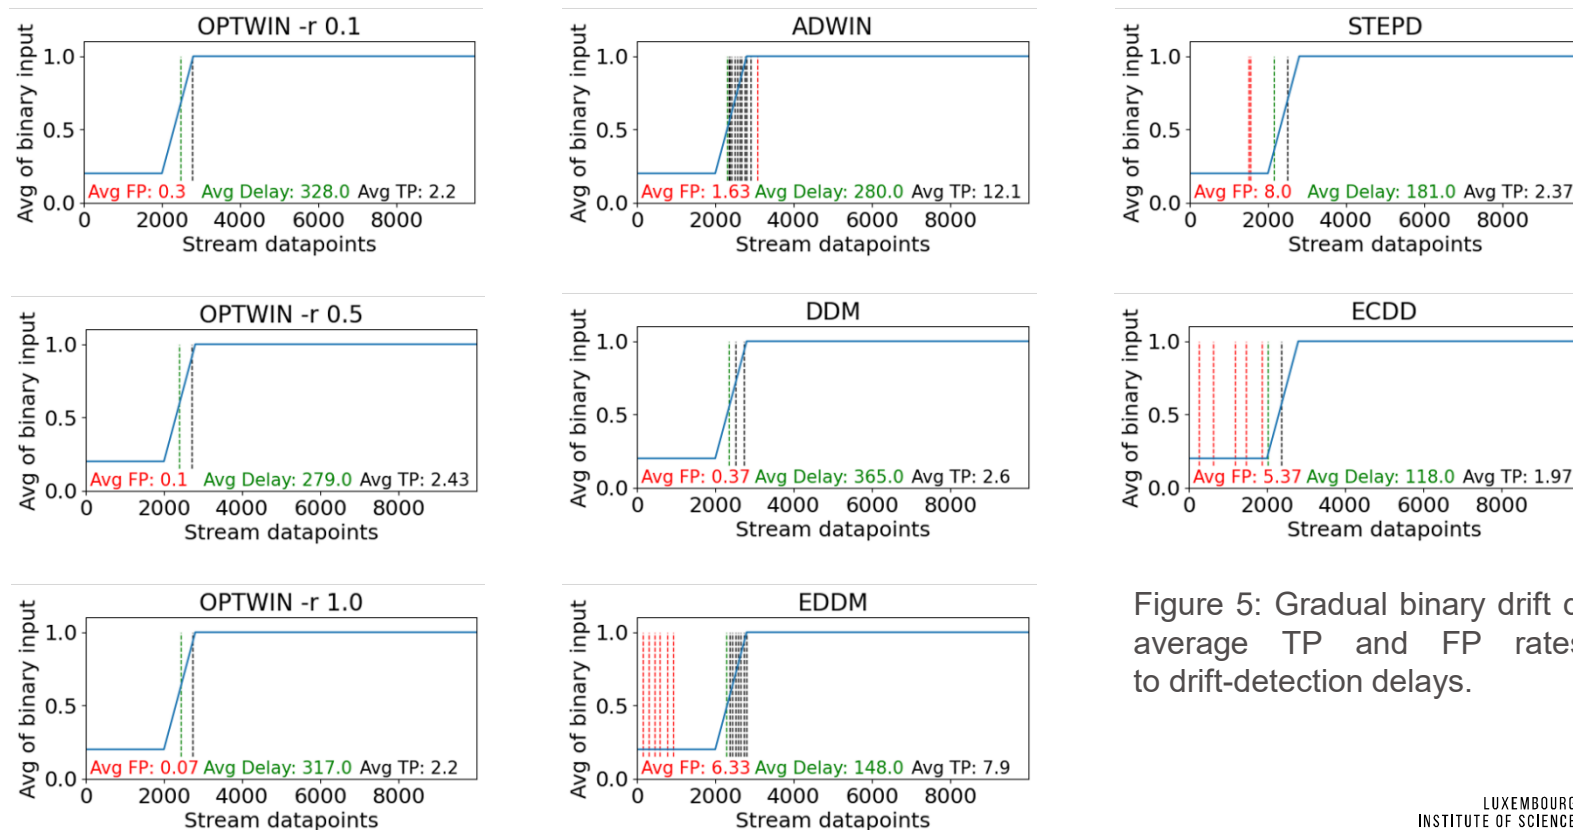 OPTWIN -r 0.1
Avg of binary input
1.0
0.5
0.0
Avg FP: 0.3 Avg Delay: 328.0 Avg TP: 2.2
0 2000 4000 6000 8000
Stream datapoints
ADWIN
Avg of binary input
1.0
0.5
0.0
Avg FP: 1.63 Avg Delay: 280.0 Avg TP: 12.1
0 2000 4000 6000 8000
Stream datapoints
STEPD
Avg of binary input
1.0
0.5
0.0
Avg FP: 8.0 Avg Delay: 181.0 Avg TP: 2.37
0 2000 4000 6000 8000
Stream datapoints
OPTWIN -r 0.5
Avg of binary input
1.0
0.5
0.0
Avg FP: 0.1 Avg Delay: 279.0 Avg TP: 2.43
0 2000 4000 6000 8000
Stream datapoints
DDM
Avg of binary input
1.0
0.5
0.0
Avg FP: 0.37 Avg Delay: 365.0 Avg TP: 2.6
0 2000 4000 6000 8000
Stream datapoints
ECDD
Avg of binary input
1.0
0.5
0.0
Avg FP: 5.37 Avg Delay: 118.0 Avg TP: 1.97
0 2000 4000 6000 8000
Stream datapoints
OPTWIN -r 1.0
Avg of binary input
1.0
0.5
0.0
Avg FP: 0.07 Avg Delay: 317.0 Avg TP: 2.2
0 2000 4000 6000 8000
Stream datapoints
EDDM
Avg of binary input
1.0
0.5
0.0
Avg FP: 6.33 Avg Delay: 148.0 Avg TP: 7.9
0 2000 4000 6000 8000
Stream datapoints
Figure 5: Gradual binary drift
average TP and FP rates
to drift-detection delays.
LUXEMBOURG
INSTITUTE OF SCIENCE